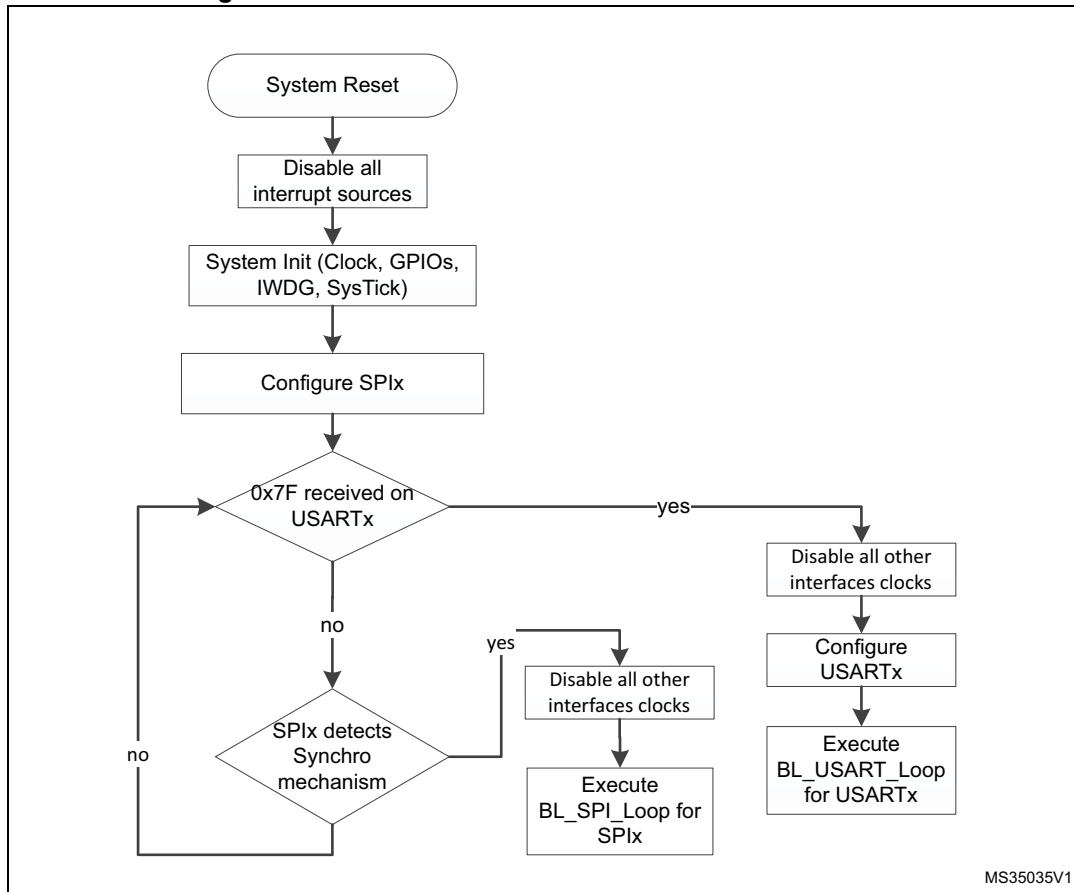 System Reset
Disable all
interrupt sources
System Init (Clock, GPIOs,
IWDG, SysTick)
Configure SPIx
0x7F received on
USARTx
yes
Disable all other
interfaces clocks
Configure
USARTx
Execute
BL_USART_Loop
for USARTx
no
yes
Disable all other
interfaces clocks
Execute
BL_SPI_Loop for
SPIx
SPIx detects
Synchro
mechanism
no
MS35035V1